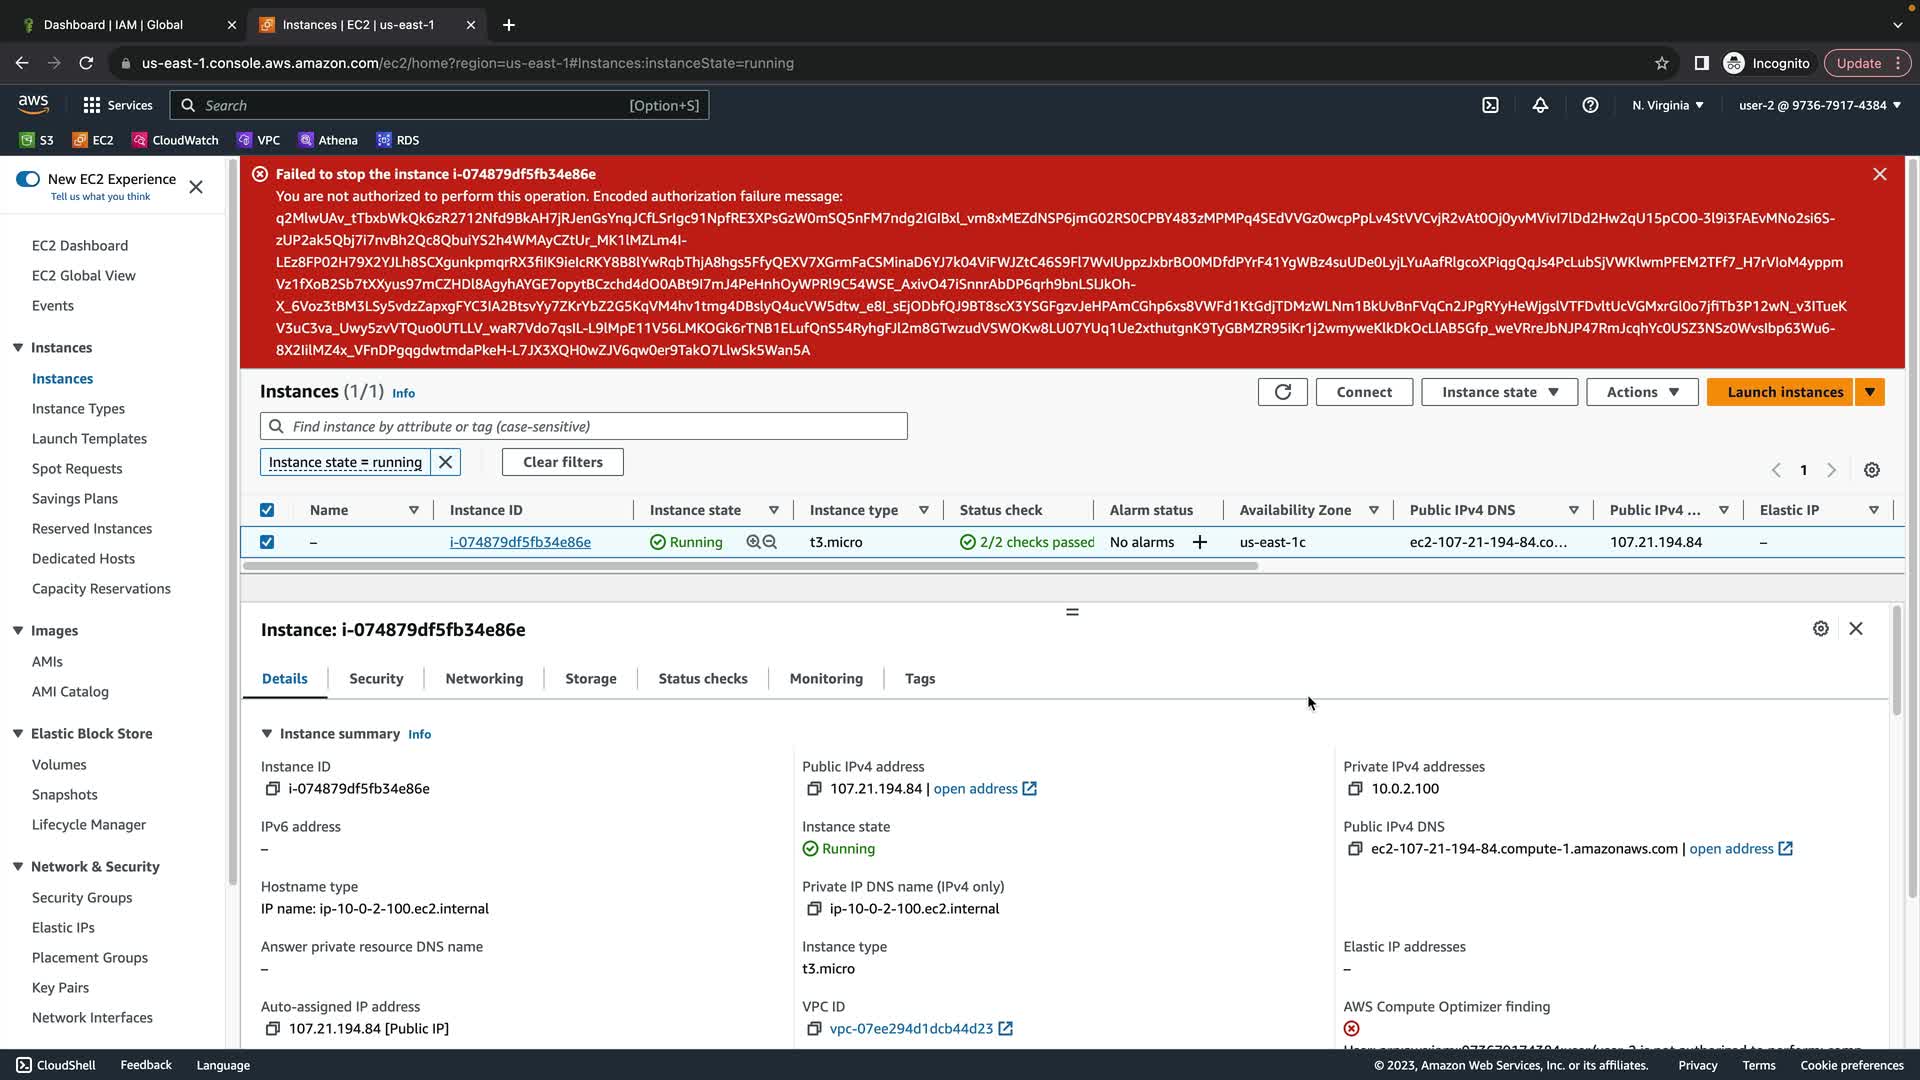 Dashboard | IAM | Global
Instances | EC2 | us-east-1
us-east-1.console.aws.amazon.com/ec2/home?region=us-east-1#Instances:instanceState=running
Incognito
Update
aws
Services
Search
[Option+S]
N. Virginia
user-2 @ 9736-7917-4384
S3
EC2
CloudWatch
VPC
Athena
RDS
New EC2 Experience
Tell us what you think
EC2 Dashboard
EC2 Global View
Events
Instances
Instances
Instance Types
Launch Templates
Spot Requests
Savings Plans
Reserved Instances
Dedicated Hosts
Capacity Reservations
Images
AMIs
AMI Catalog
Elastic Block Store
Volumes
Snapshots
Lifecycle Manager
Network & Security
Security Groups
Elastic IPs
Placement Groups
Key Pairs
Network Interfaces
Failed to stop the instance i-074879df5fb34e86e
You are not authorized to perform this operation. Encoded authorization failure message:
Instances (1/1) Info
Connect
Instance state
Actions
Launch instances
Find instance by attribute or tag (case-sensitive)
Instance state = running
Clear filters
1
Name
Instance ID
Instance state
Instance type
Status check
Alarm status
Availability Zone
Public IPv4 DNS
Public IPv4 ...
Elastic IP
–
i-074879df5fb34e86e
Running
t3.micro
2/2 checks passed
No alarms
us-east-1c
ec2-107-21-194-84.co...
107.21.194.84
–
Instance: i-074879df5fb34e86e
Details
Security
Networking
Storage
Status checks
Monitoring
Tags
Instance summary Info
Instance ID
i-074879df5fb34e86e
Public IPv4 address
107.21.194.84 | open address
Private IPv4 addresses
10.0.2.100
IPv6 address
–
Instance state
Running
Public IPv4 DNS
ec2-107-21-194-84.compute-1.amazonaws.com | open address
Hostname type
IP name: ip-10-0-2-100.ec2.internal
Private IP DNS name (IPv4 only)
ip-10-0-2-100.ec2.internal
Answer private resource DNS name
–
Instance type
t3.micro
Elastic IP addresses
–
Auto-assigned IP address
107.21.194.84 [Public IP]
VPC ID
vpc-07ee294d1dcb44d23
AWS Compute Optimizer finding
CloudShell
Feedback
Language
© 2023, Amazon Web Services, Inc. or its affiliates.
Privacy
Terms
Cookie preferences